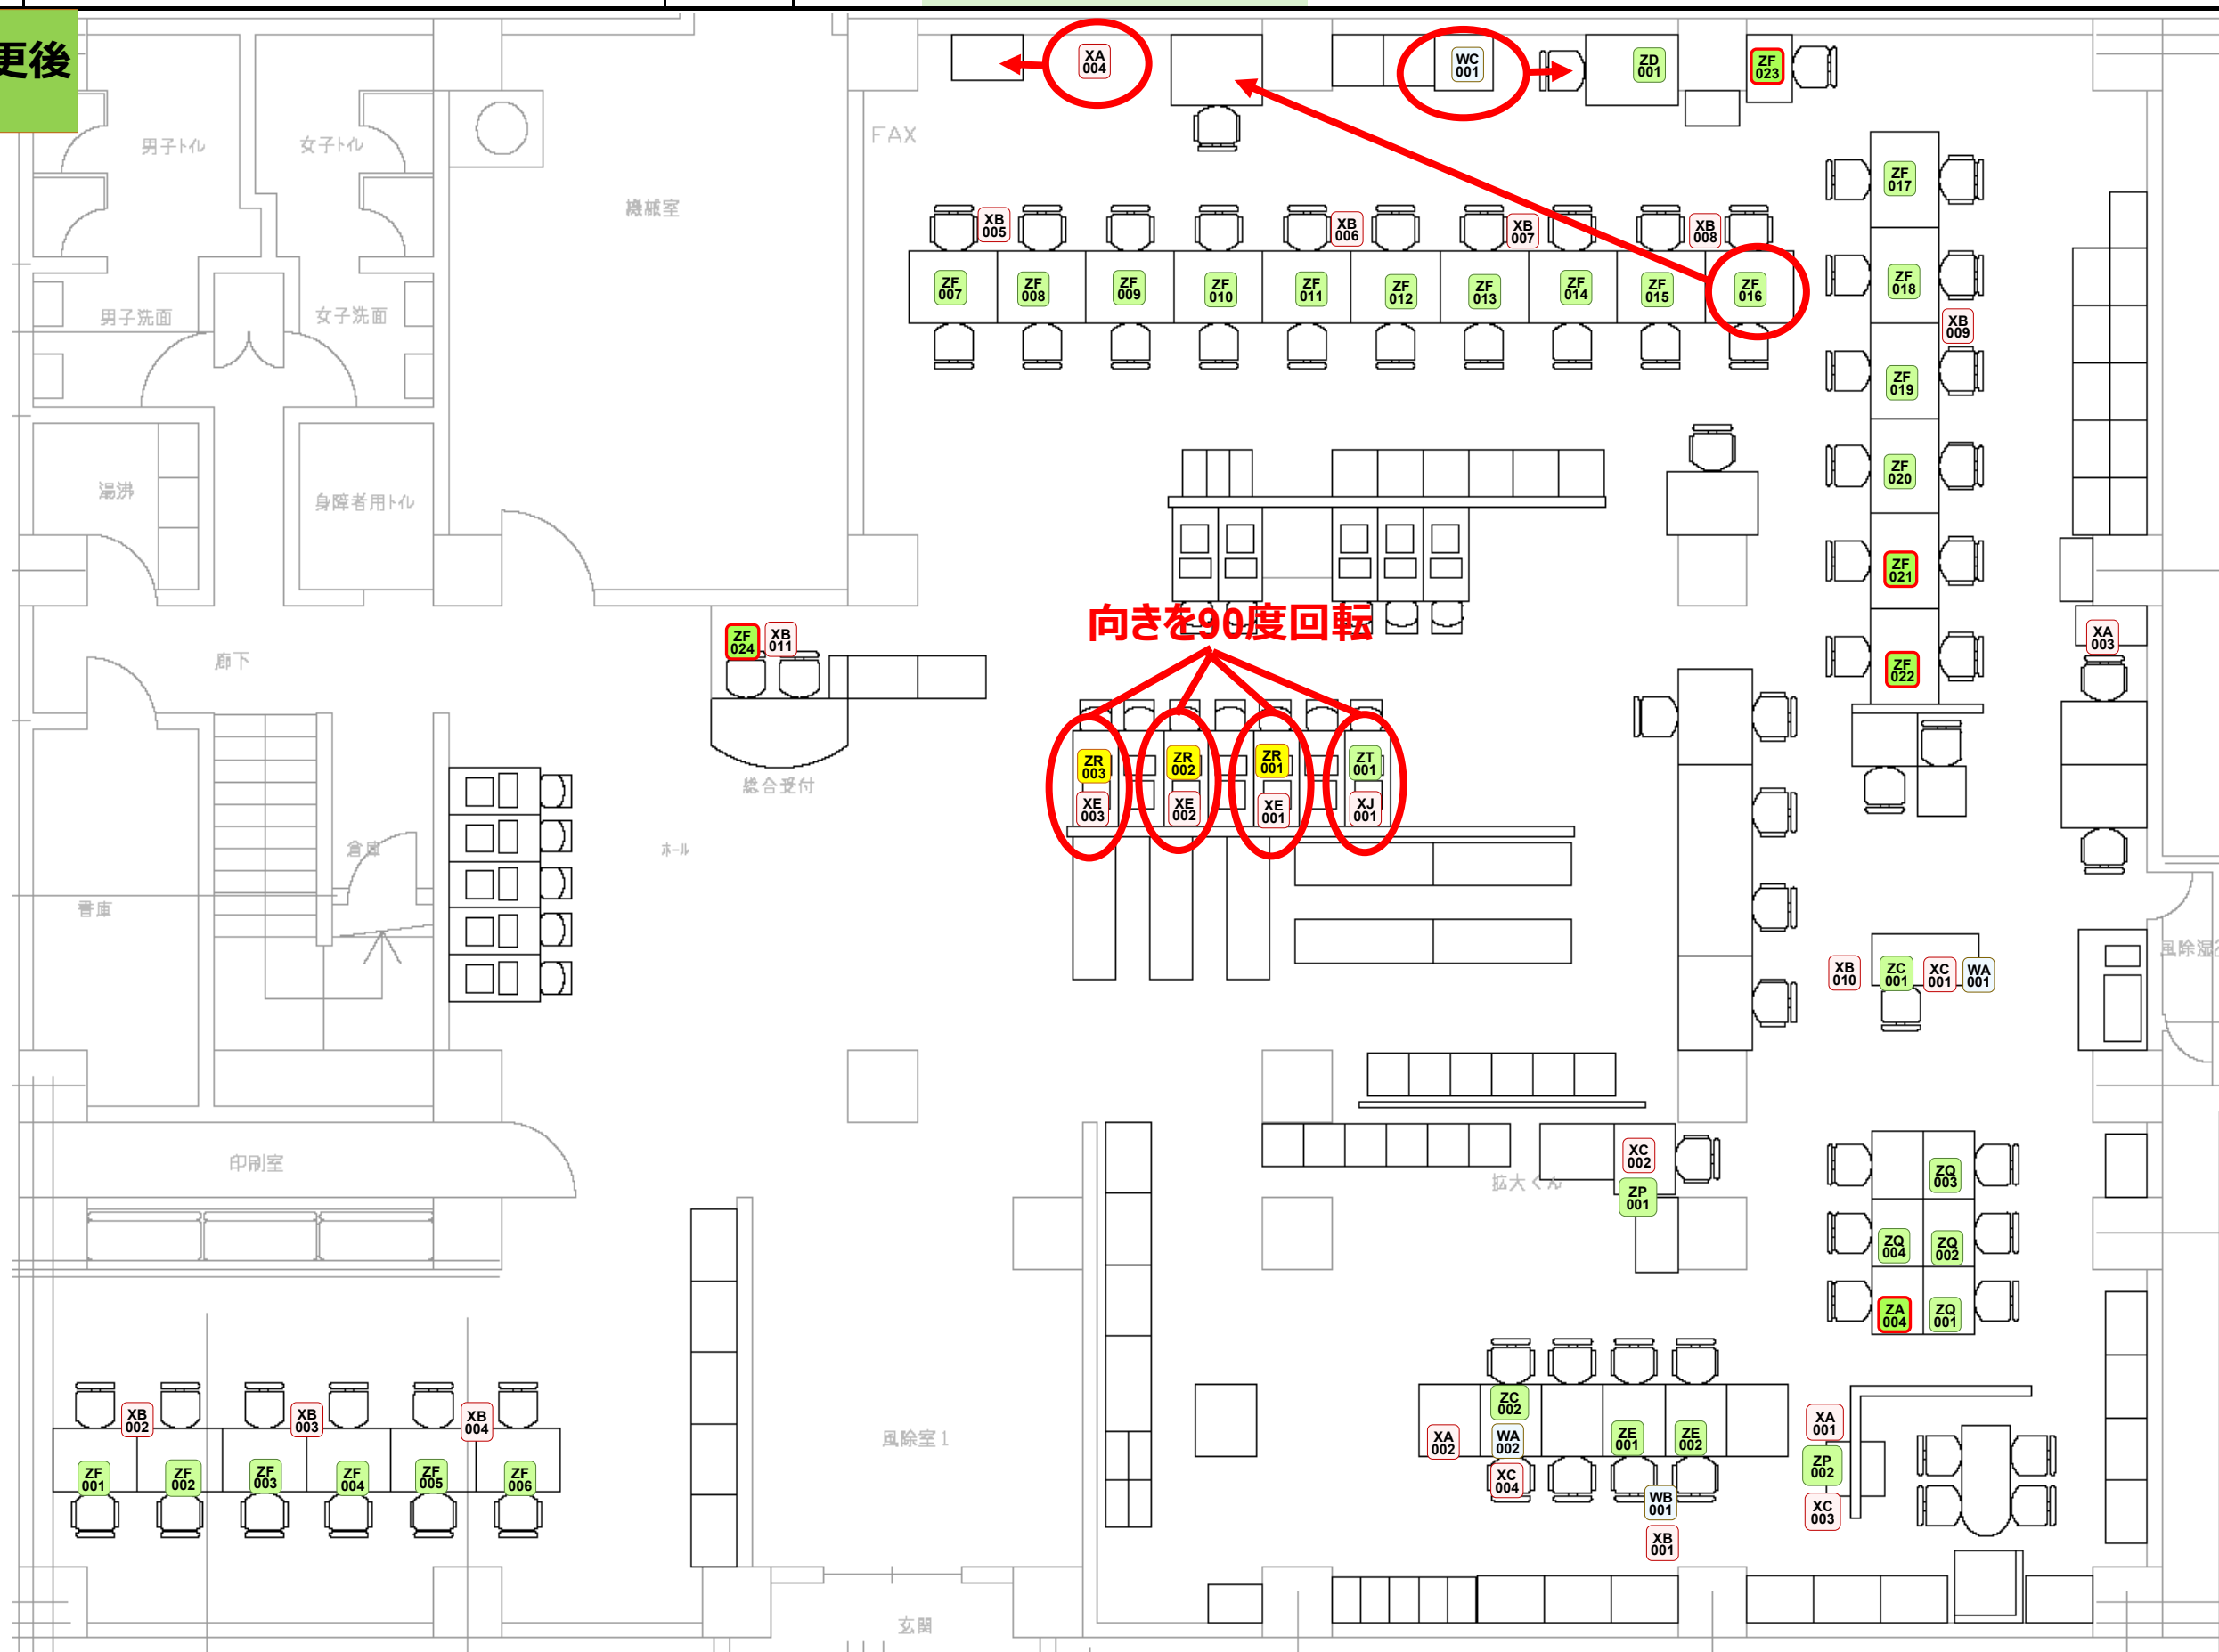 更後
XA
004
WC
001
ZD
001
ZF
023
男子トイレ
女子トイレ
機械室
FAX
ZF
017
XB
005
XB
006
XB
007
XB
008
ZF
007
ZF
008
ZF
009
ZF
010
ZF
011
ZF
012
ZF
013
ZF
014
ZF
015
ZF
016
ZF
018
XB
009
男子洗面
女子洗面
ZF
019
湯沸
身障者用トイレ
ZF
020
ZF
021
向きを90度回転
ZF
024
XB
011
XA
003
廊下
ZF
022
ZR
003
ZR
002
ZR
001
ZT
001
総合受付
XE
003
XE
002
XE
001
XJ
001
倉庫
ホール
書庫
XB
010
ZC
001
XC
001
WA
001
印刷室
XC
002
拡大くん
ZP
001
ZQ
003
ZQ
004
ZQ
002
ZA
004
ZQ
001
XB
002
XB
003
XB
004
ZF
001
ZF
002
ZF
003
ZF
004
ZF
005
ZF
006
風除室1
ZC
002
XA
002
WA
002
ZE
001
ZE
002
XA
001
ZP
002
XC
004
WB
001
XC
003
XB
001
玄関